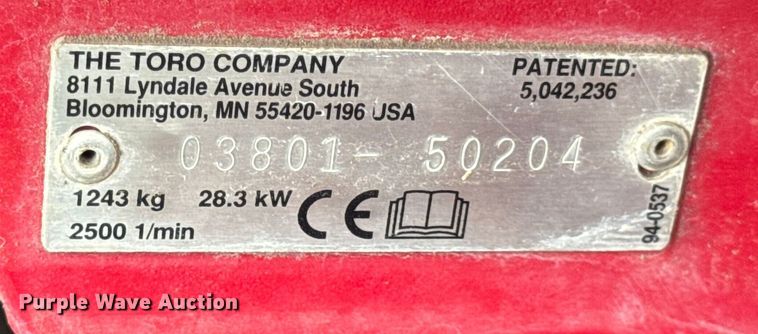 THE TORO COMPANY
8111 Lyndale Avenue South
Bloomington, MN 55420-1196 USA
PATENTED:
5,042,236
03801- 50204
1243 kg 28.3 kW
2500 1/min
CE
94-0537
Purple Wave Auction